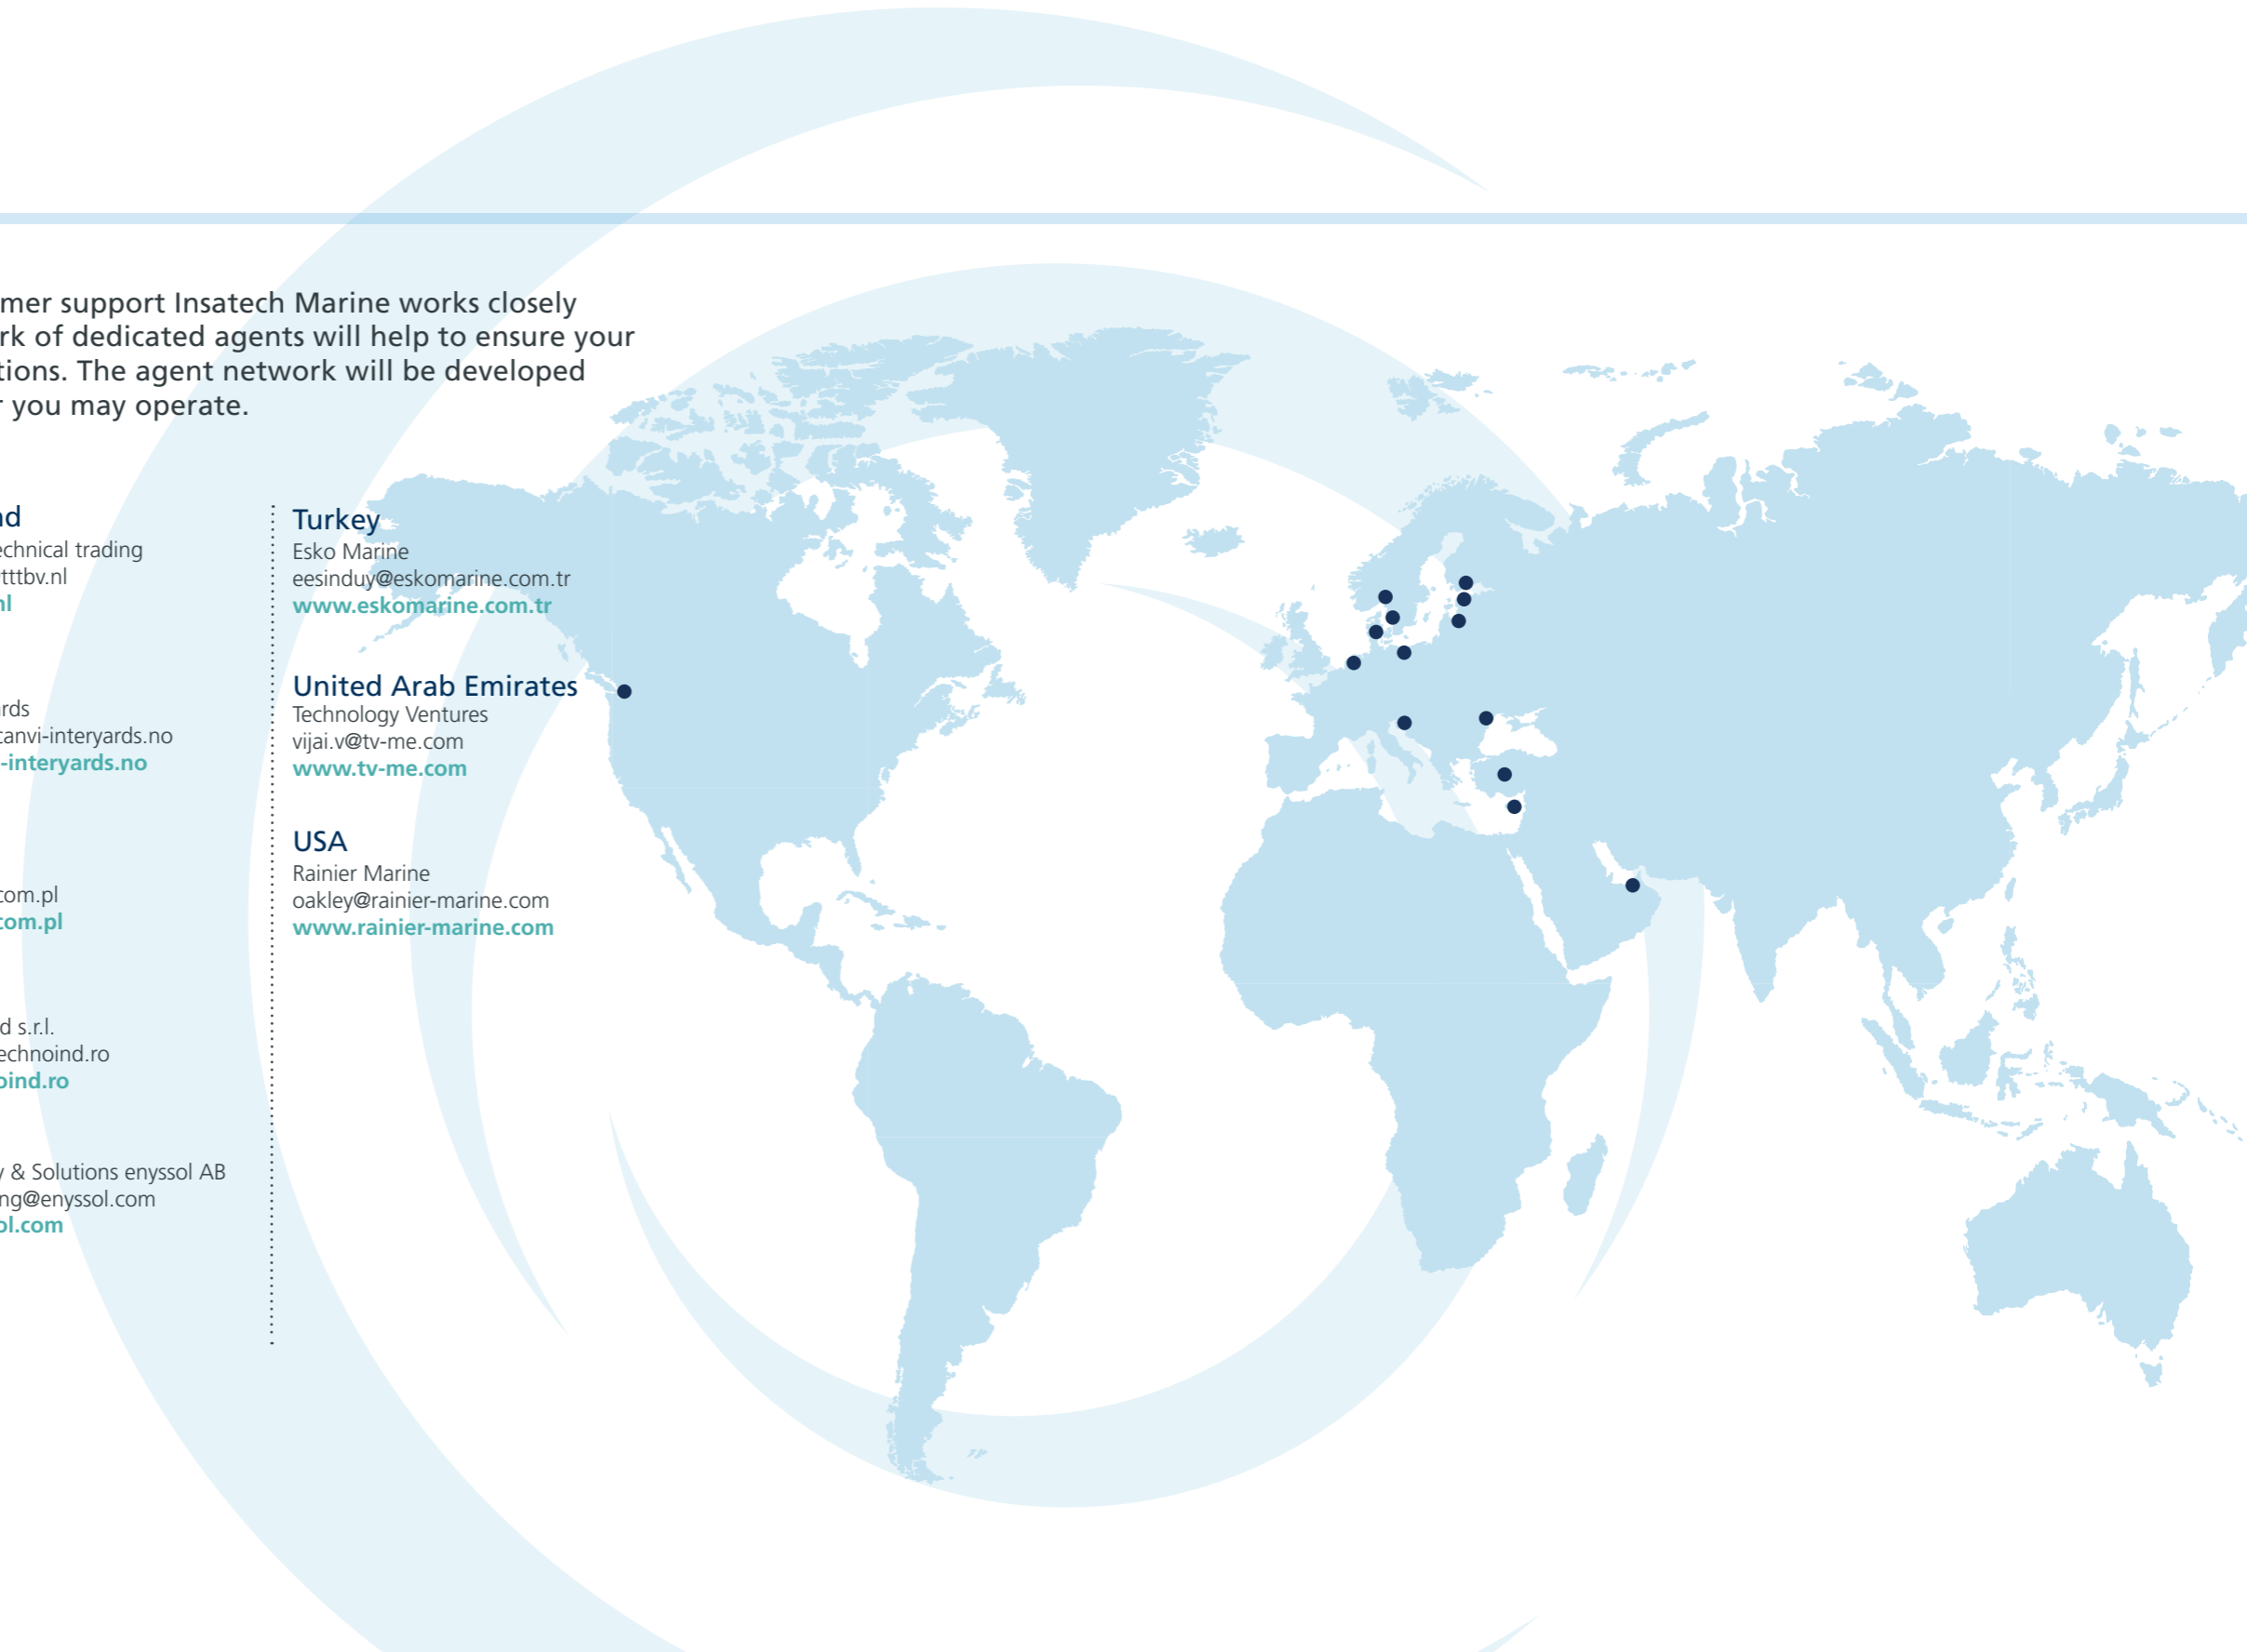 mer support Insatech Marine works closely
rk of dedicated agents will help to ensure your
tions. The agent network will be developed
r you may operate.
nd
echnical trading
tttbv.nl
nl
rds
canvi-interyards.no
-interyards.no
com.pl
com.pl
d s.r.l.
echnoind.ro
oind.ro
y & Solutions enyssol AB
ng@enyssol.com
ol.com
Turkey
Esko Marine
eesinduy@eskomarine.com.tr
www.eskomarine.com.tr
United Arab Emirates
Technology Ventures
vijai.v@tv-me.com
www.tv-me.com
USA
Rainier Marine
oakley@rainier-marine.com
www.rainier-marine.com